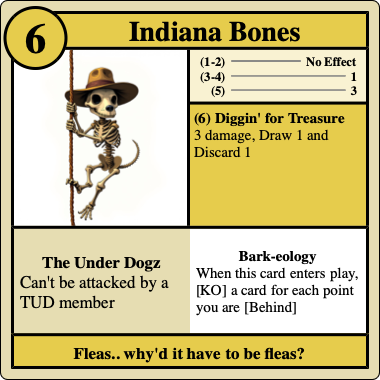 6
Indiana Bones
(1-2) No Effect
(3-4) 1
(5) 3
(6) Diggin' for Treasure
3 damage, Draw 1 and
Discard 1
The Under Dogz
Can't be attacked by a
TUD member
Bark-eology
When this card enters play,
[KO] a card for each point
you are [Behind]
Fleas.. why'd it have to be fleas?